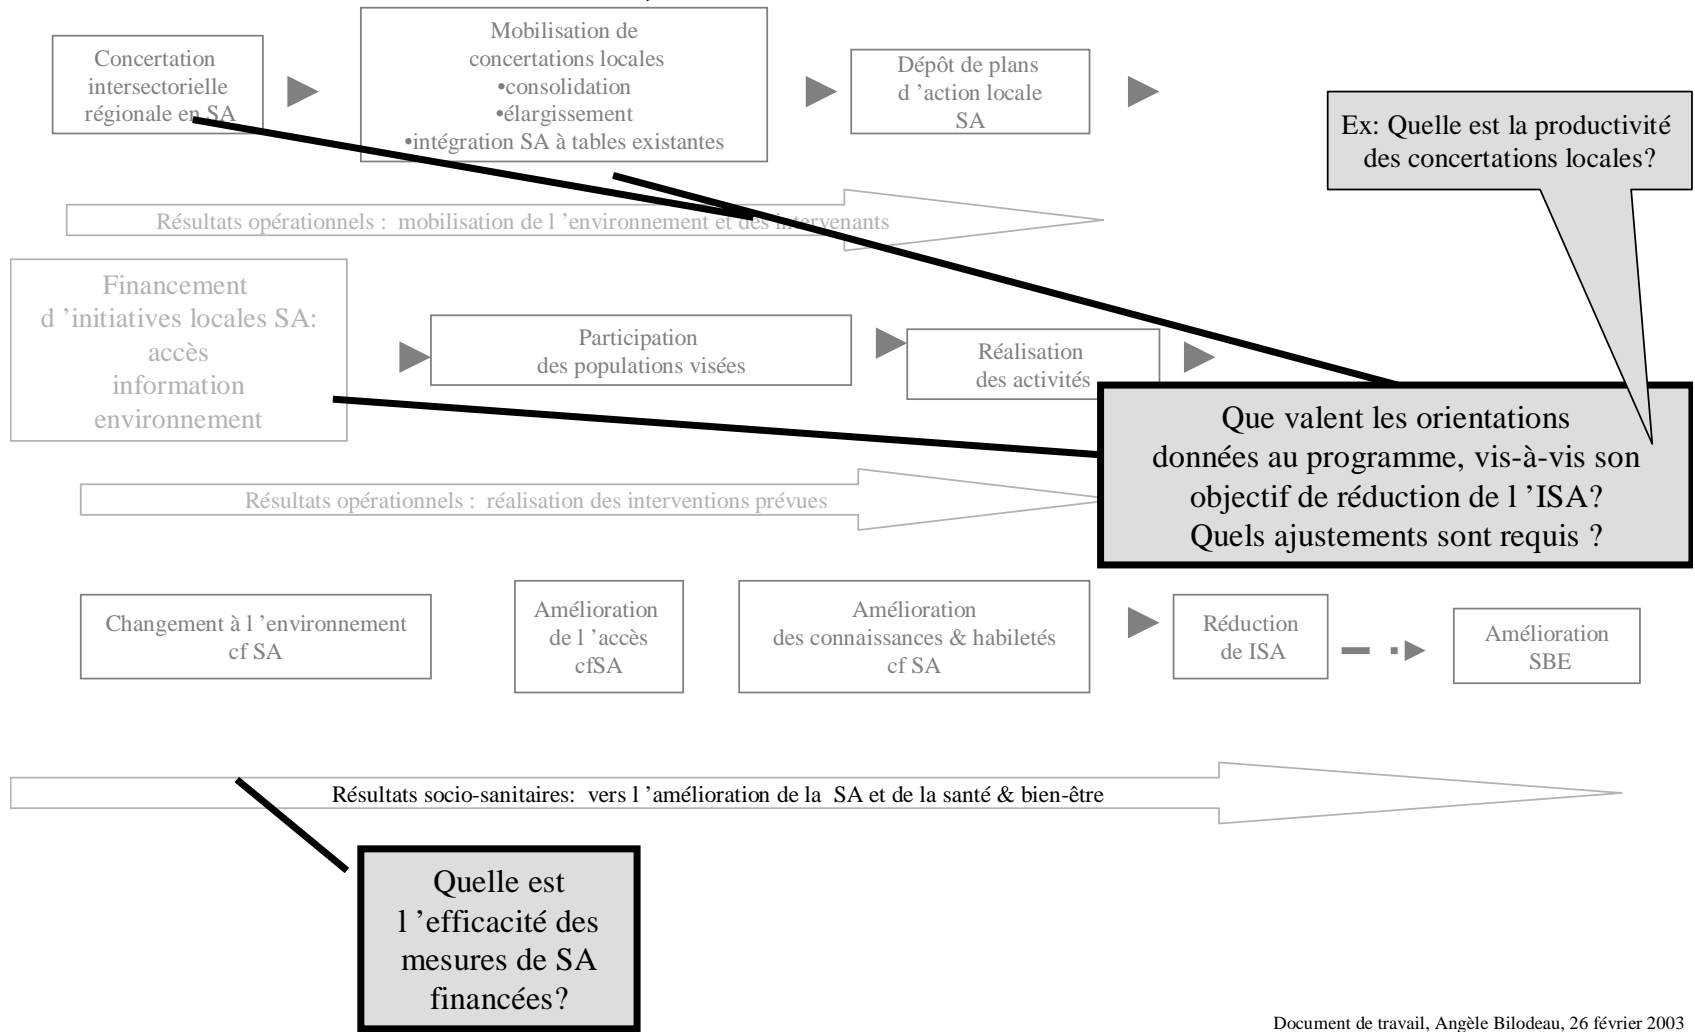 Concertation
intersectorielle
régionale en SA
Mobilisation de
concertations locales
•consolidation
•élargissement
•intégration SA à tables existantes
Dépôt de plans
d ’action locale
SA
Ex: Quelle est la productivité
des concertations locales?
Résultats opérationnels : mobilisation de l ’environnement et des intervenants
Financement
d ’initiatives locales SA:
accès
information
environnement
Participation
des populations visées
Réalisation
des activités
Que valent les orientations
données au programme, vis-à-vis son
objectif de réduction de l ’ISA?
Quels ajustements sont requis ?
Résultats opérationnels : réalisation des interventions prévues
Changement à l ’environnement
cf SA
Amélioration
de l ’accès
cfSA
Amélioration
des connaissances & habiletés
cf SA
Réduction
de ISA
Amélioration
SBE
Résultats socio-sanitaires: vers l ’amélioration de la SA et de la santé & bien-être
Quelle est
l ’efficacité des
mesures de SA
financées?
Document de travail, Angèle Bilodeau, 26 février 2003